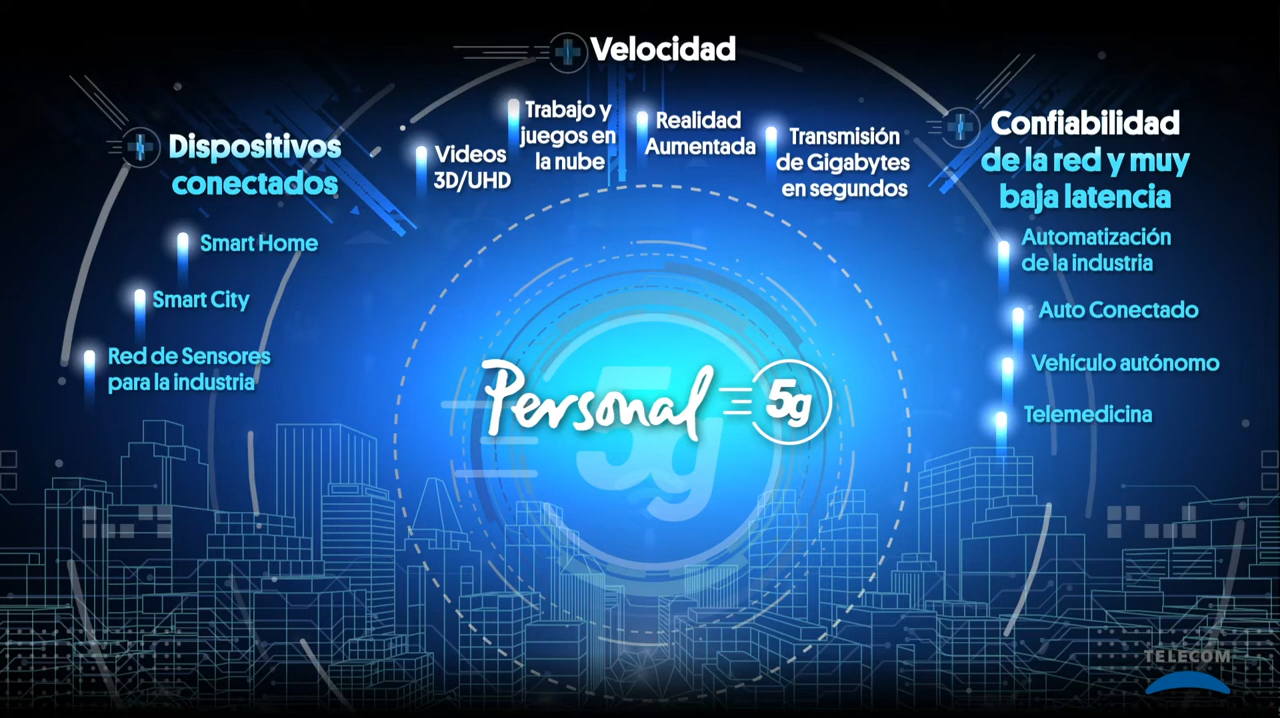 Velocidad
Videos
3D/UHD
Trabajo y
juegos en
la nube
Realidad
Aumentada
Transmisión
de Gigabytes
en segundos
Dispositivos
conectados
Smart Home
Smart City
Red de Sensores
para la industria
Confiabilidad
de la red y muy
baja latencia
Automatización
de la industria
Auto Conectado
Vehículo autónomo
Telemedicina
Personal 5g
5g
TELECOM